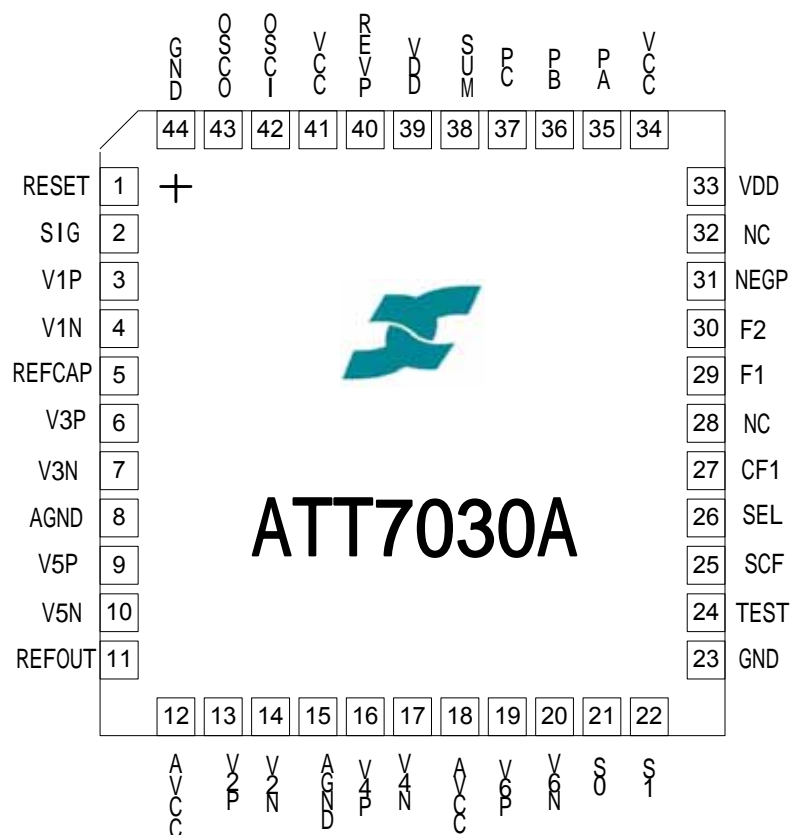 GND OSCO OSCI VCC REVP VDD SUM PC PB PA VCC
44 43 42 41 40 39 38 37 36 35 34
RESET 1 33 VDD
SIG 2 32 NC
V1P 3 31 NEGP
V1N 4 30 F2
REFCAP 5 29 F1
V3P 6 28 NC
V3N 7 27 CF1
AGND 8 ATT7030A 26 SEL
V5P 9 25 SCF
V5N 10 24 TEST
REFOUT 11 23 GND
12 13 14 15 16 17 18 19 20 21 22
AVCC V2P V2N AGND V4P V4N AVCC V6P V6N S0 S1